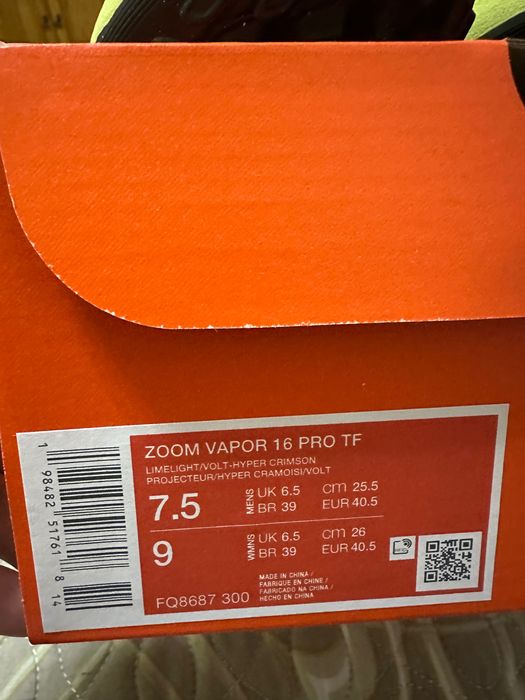 ZOOM VAPOR 16 PRO TF
LIMELIGHT/VOLT-HYPER CRIMSON
PROJECTEUR/HYPER CRAMOISI/VOLT
7.5 MENS UK 6.5 cm 25.5
BR 39 EUR 40.5
9 WMNS UK 6.5 cm 26
BR 39 EUR 40.5
FQ8687 300
MADE IN CHINA /
FABRIQUE EN CHINE /
FABRICADO NA CHINA /
HECHO EN CHINA
1 98482 51761 8 14